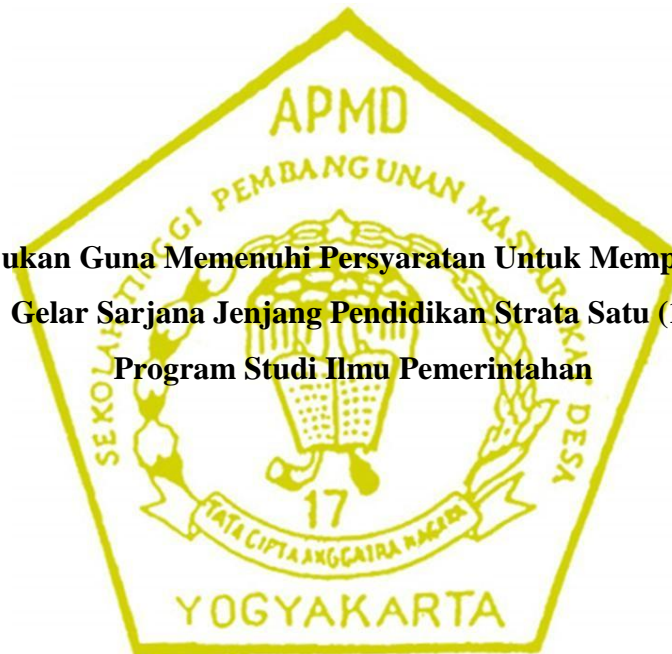 APMD
SEKOLAH TINGGI PEMBANGUNAN MASYARAKAT DESA
ukan Guna Memenuhi Persyaratan Untuk Memp
Gelar Sarjana Jenjang Pendidikan Strata Satu (
Program Studi Ilmu Pemerintahan
17
TATA CIPTA ANGGATRA NAGARA
YOGYAKARTA